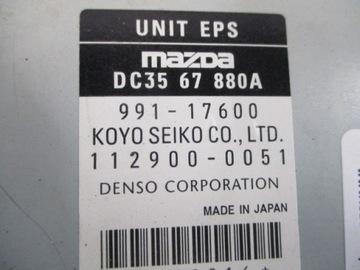 UNIT EPS
mazda
DC35 67 880A
991-17600
KOYO SEIKO CO., LTD.
112900-0051
DENSO CORPORATION
MADE IN JAPAN